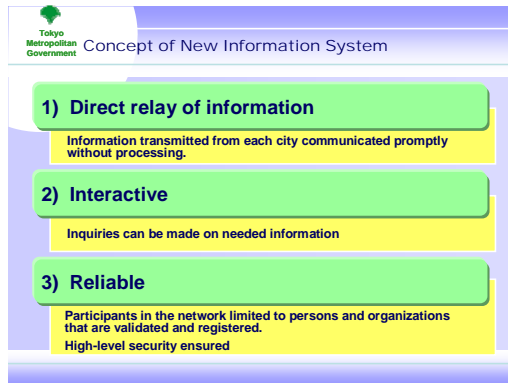 Tokyo
Metropolitan
Government
Concept of New Information System
1) Direct relay of information
Information transmitted from each city communicated promptly
without processing.
2) Interactive
Inquiries can be made on needed information
3) Reliable
Participants in the network limited to persons and organizations
that are validated and registered.
High-level security ensured